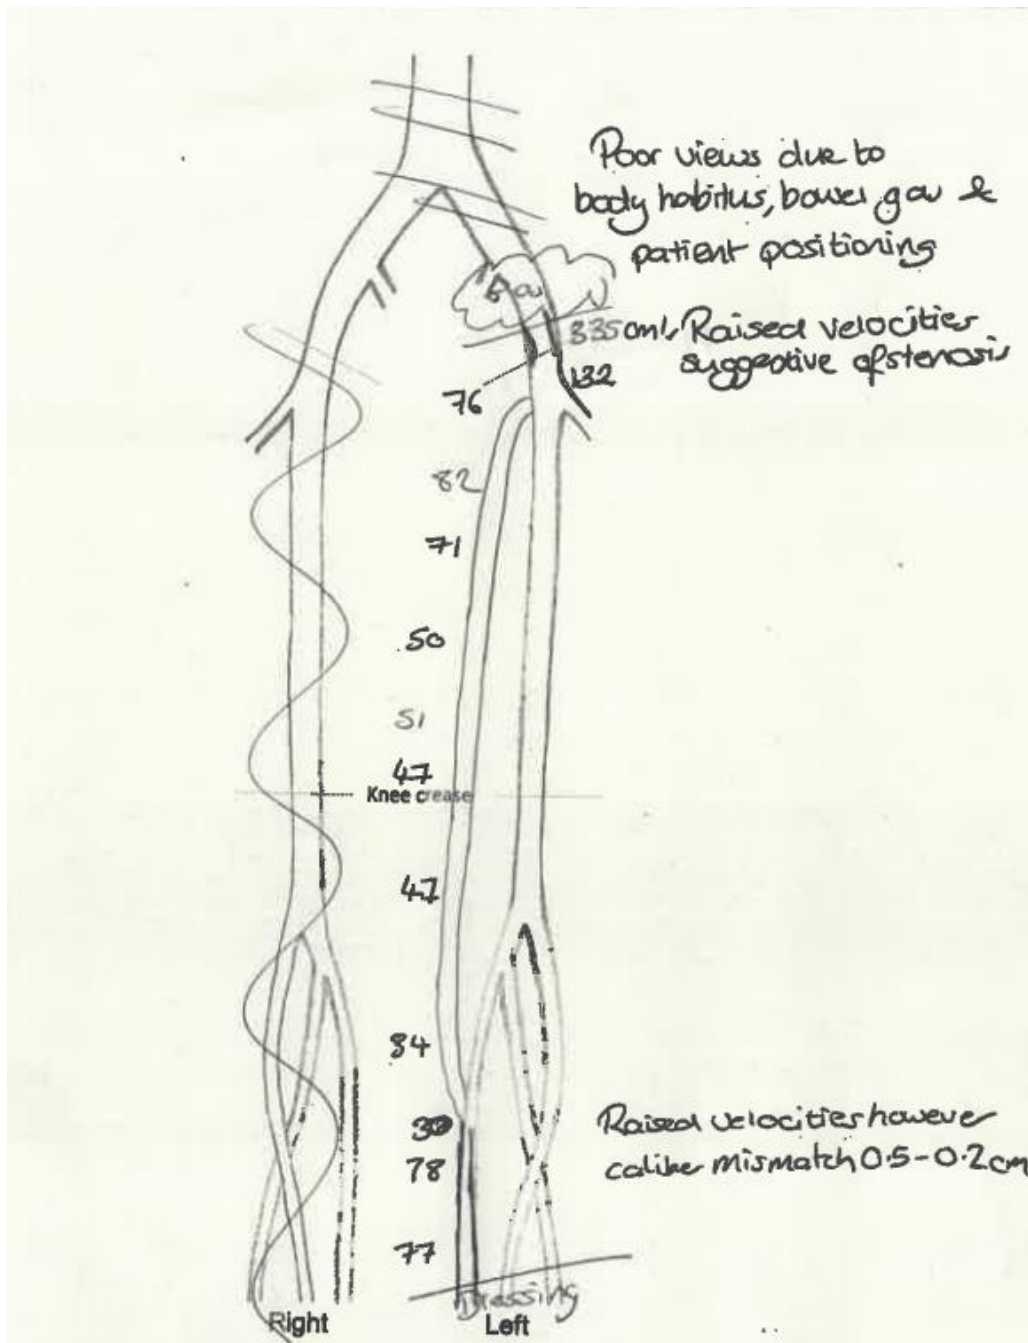 Poor views due to
body habitus, bowel gas &
patient positioning
Gas
335cm/s Raised velocities
suggestive of stenosis
132
76
82
71
50
51
47
Knee crease
47
84
30
78
77
Raised velocities however
calibre mismatch 0.5-0.2cm
Dressing
Right
Left